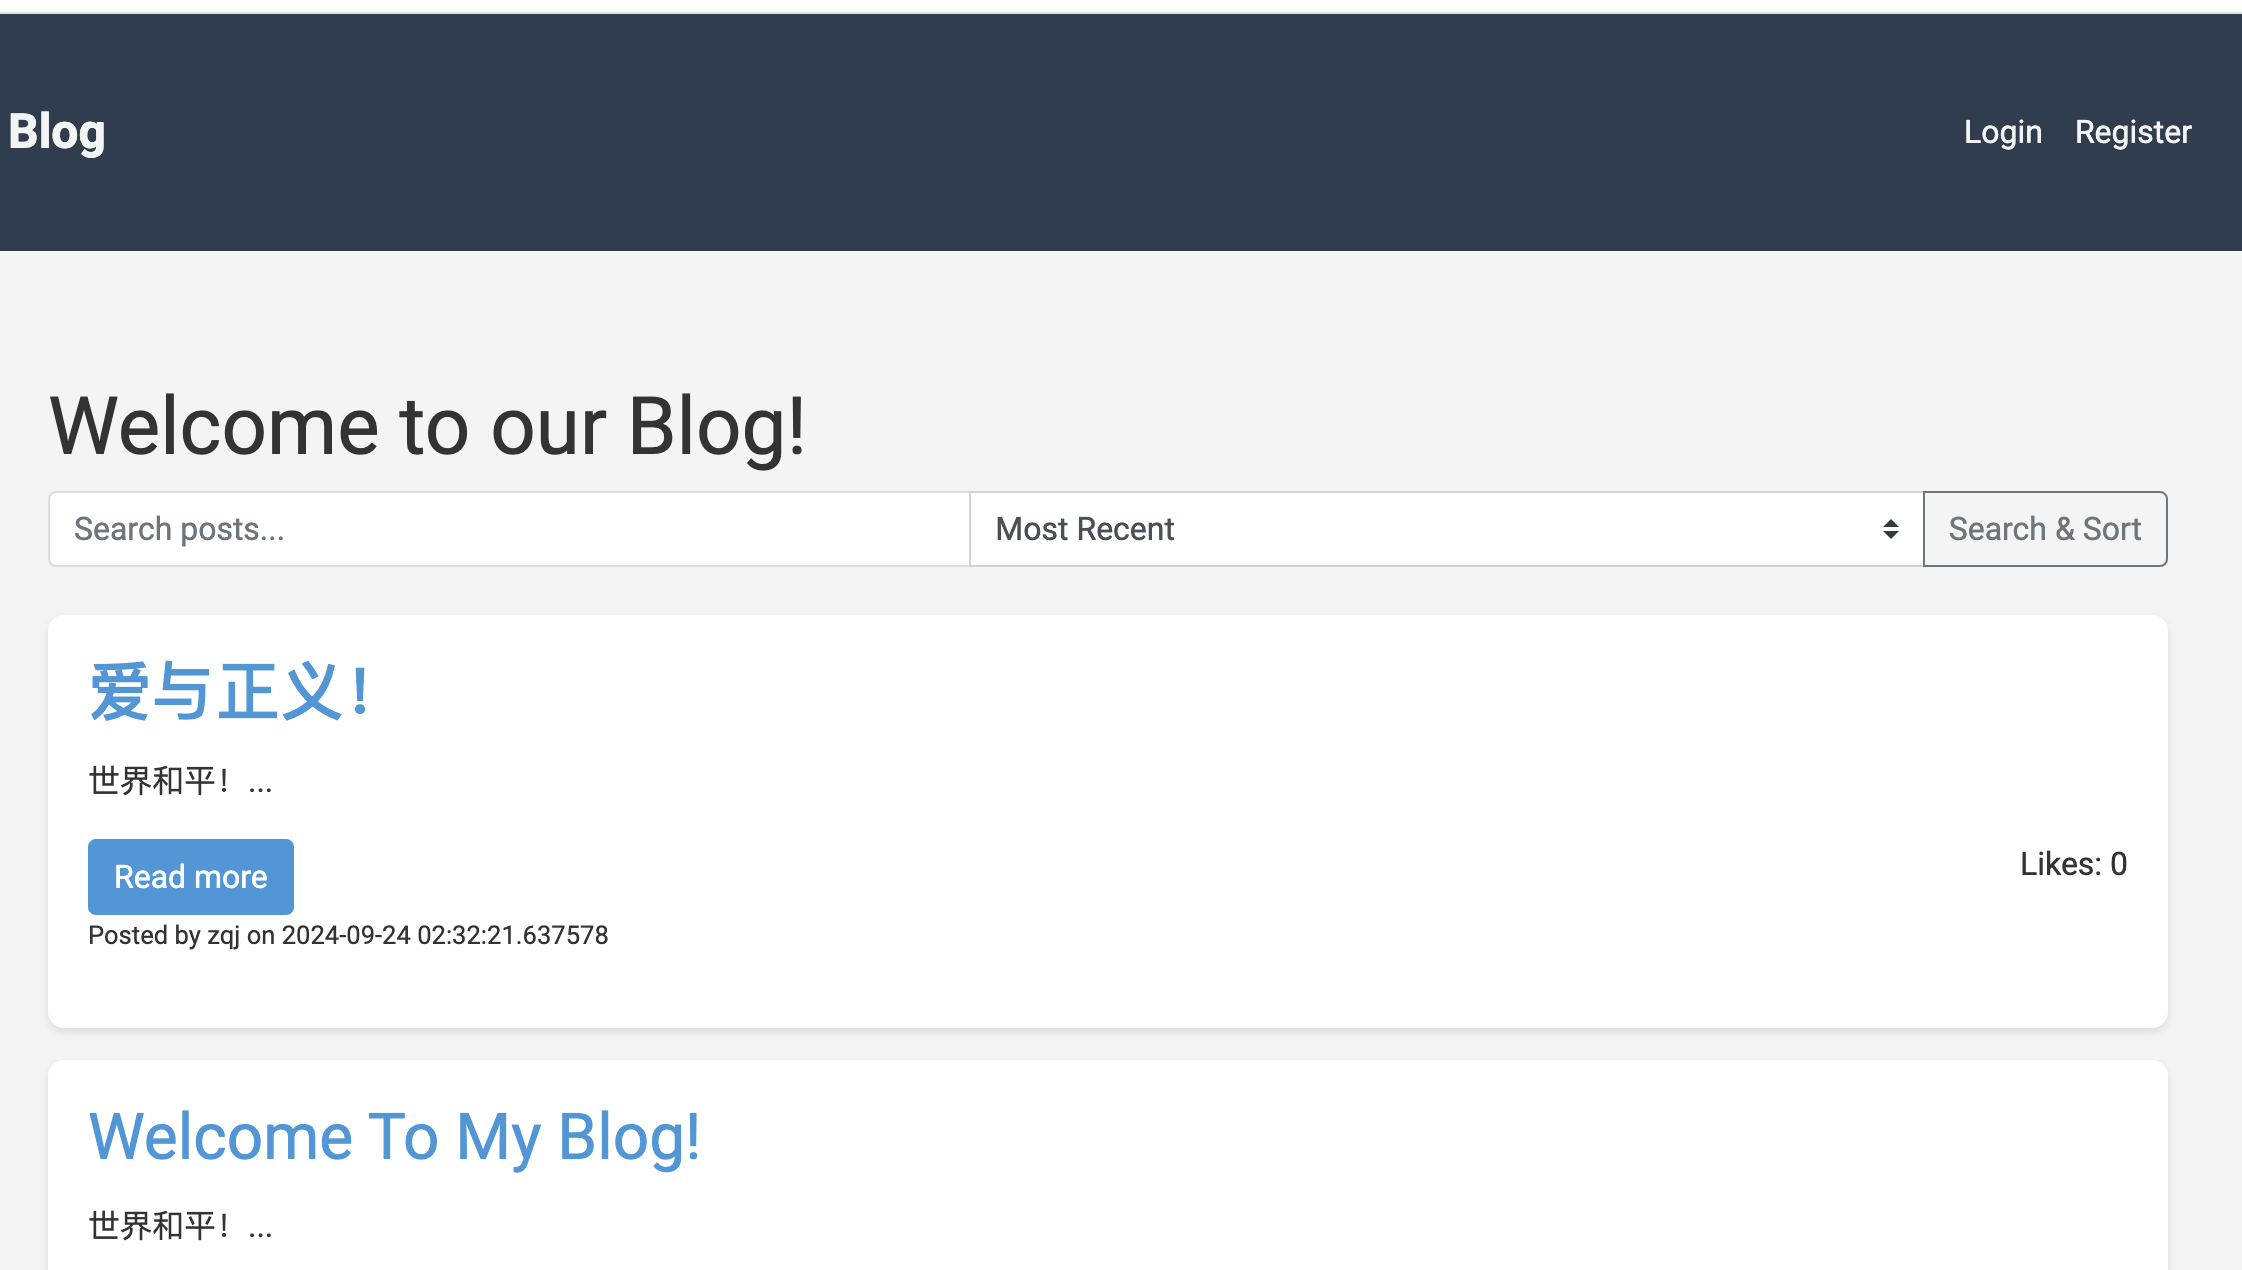 Blog
Login Register
Welcome to our Blog!
Search posts... Most Recent Search & Sort
爱与正义！
世界和平！...
Read more
Likes: 0
Posted by zqj on 2024-09-24 02:32:21.637578
Welcome To My Blog!
世界和平！...